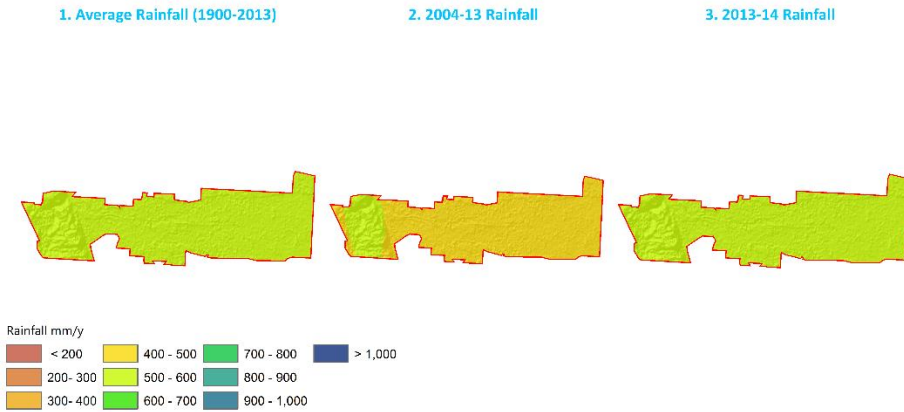 1. Average Rainfall (1900-2013) 2. 2004-13 Rainfall 3. 2013-14 Rainfall
Rainfall mm/y
< 200 400 - 500 700 - 800 > 1,000
200- 300 500 - 600 800 - 900
300- 400 600 - 700 900 - 1,000